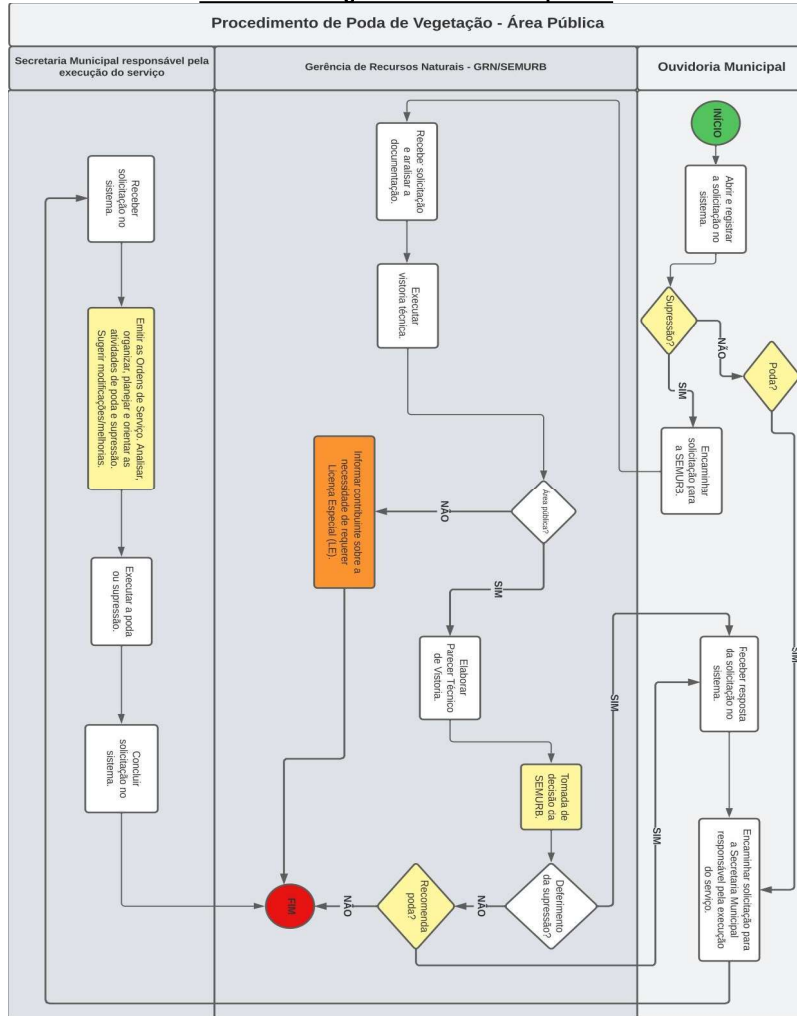 Procedimento de Poda de Vegetação - Área Pública
Secretaria Municipal responsável pela
execução do serviço
Gerência de Recursos Naturais - GRN/SEMURB
Ouvidoria Municipal
INÍCIO
Abrir e registrar
a solicitação no
sistema.
Supressão?
NÃO
SIM
Poda?
SIM
Encaminhar
solicitação para
a SEMURB.
Recebe solicitação
e analisar a
documentação.
Executar
vistoria técnica.
Área pública?
NÃO
SIM
Informar contribuinte sobre a
necessidade de requerer
Licença Especial (LE).
Elaborar
Parecer Técnico
de Vistoria.
Tomada de
decisão da
SEMURB.
Deferimento
da supressão?
SIM
NÃO
Recomenda
poda?
SIM
NÃO
FIM
Feceber resposta
da solicitação no
sistema.
Encaminhar solicitação para
a Secretaria Municipal
responsável pela execução
do serviço.
Receber
solicitação no
sistema.
Emitir as Ordens de Serviço. Analisar,
organizar, planejar e orientar as
atividades de poda e supressão.
Sugerir modificações/melhorias.
Executar a poda
ou supressão.
Concluir
solicitação no
sistema.